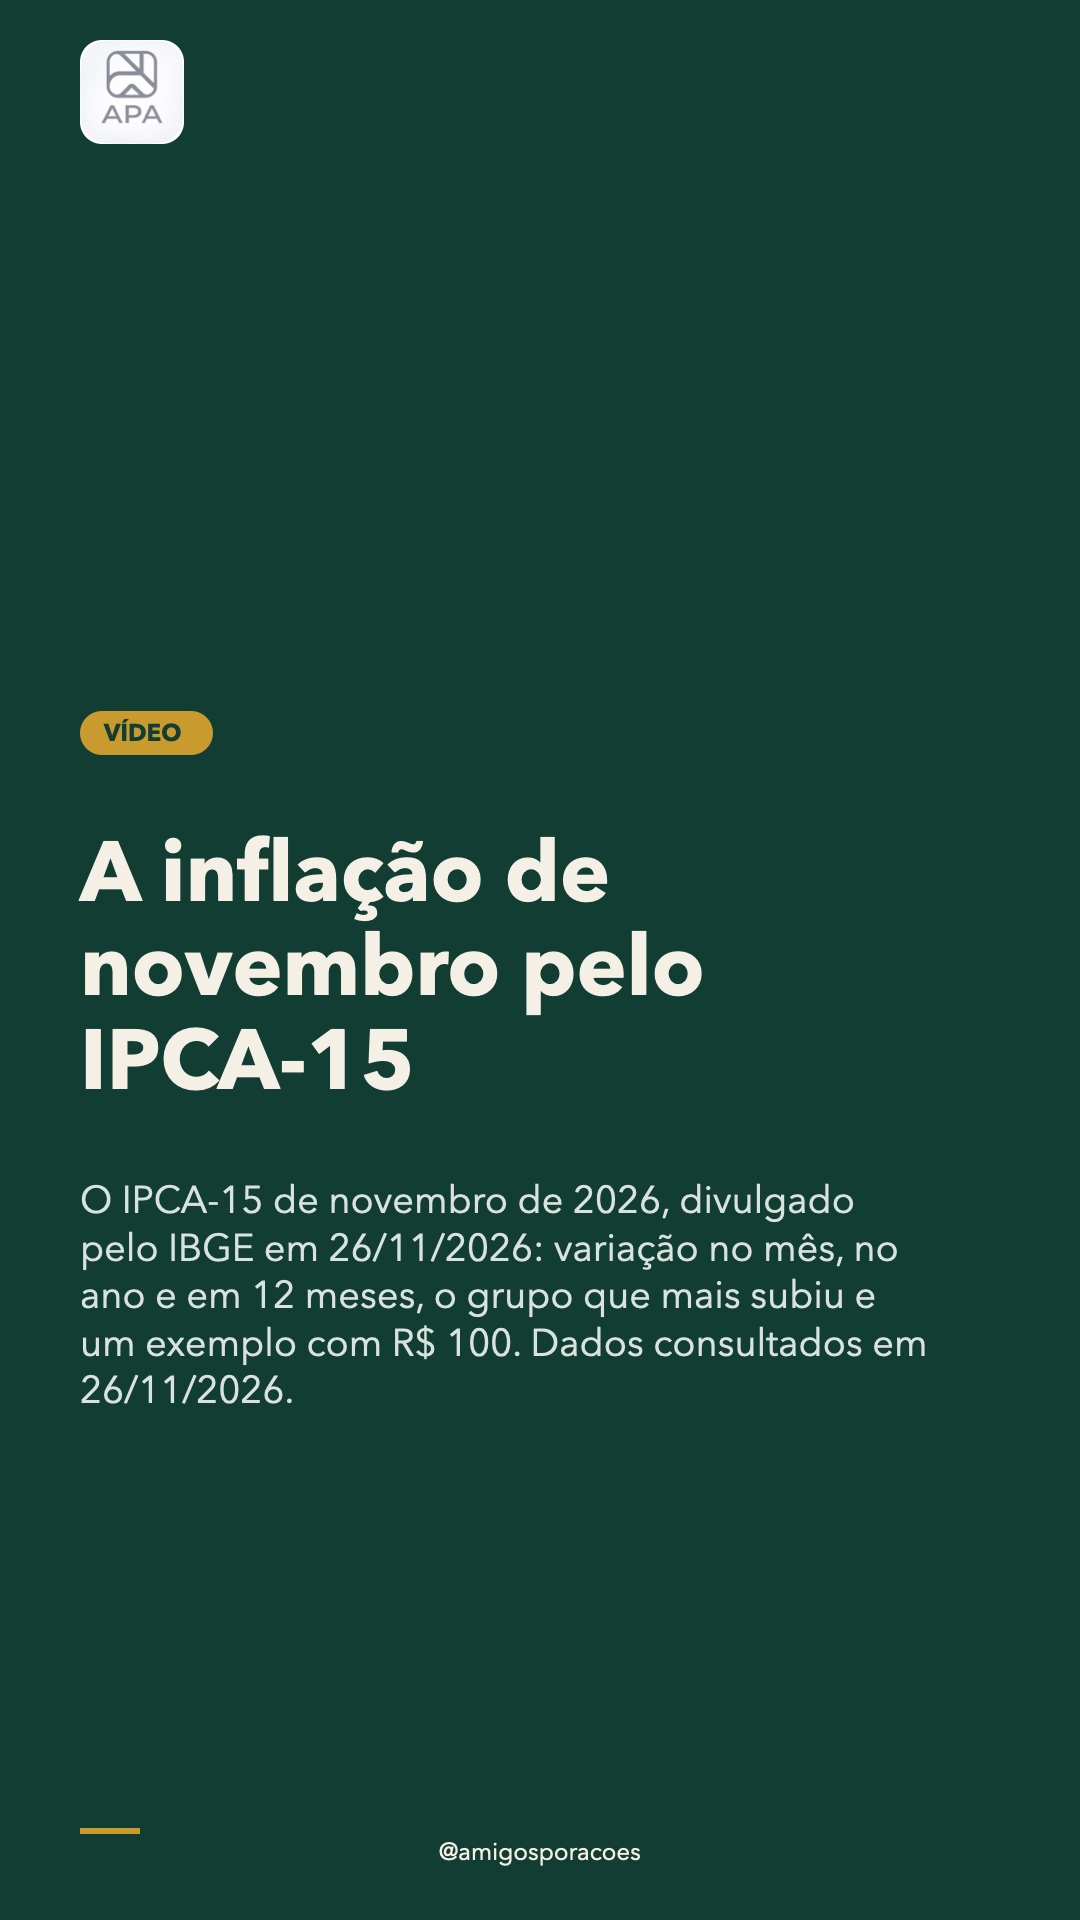 APA
VÍDEO
A inflação de
novembro pelo
IPCA-15
O IPCA-15 de novembro de 2026, divulgado
pelo IBGE em 26/11/2026: variação no mês, no
ano e em 12 meses, o grupo que mais subiu e
um exemplo com R$ 100. Dados consultados em
26/11/2026.
@amigosporacoes